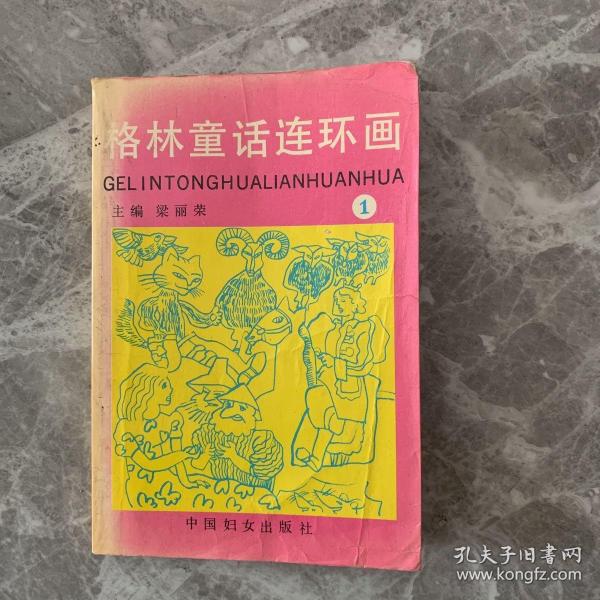 格林童话连环画
GELINTONGHUALIANHUANHUA
主编 梁丽荣
1
中国妇女出版社
孔夫子旧書网
www.kongfz.com